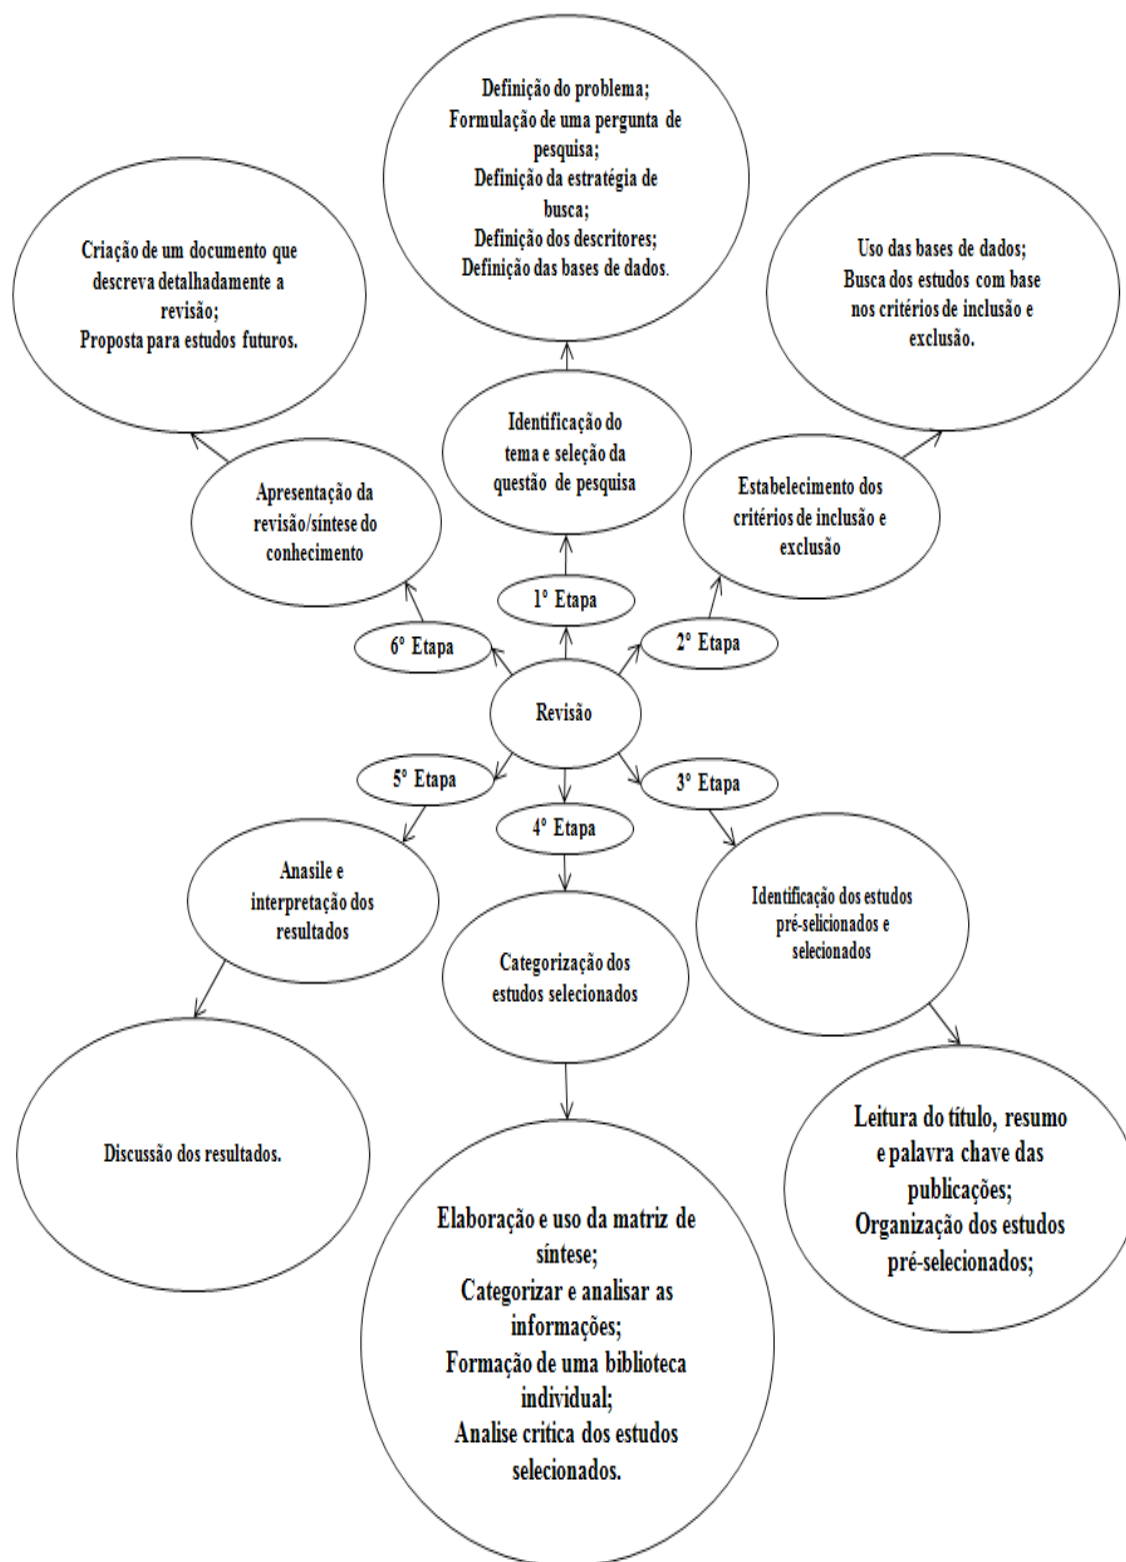 Definição do problema;
Formulação de uma pergunta de
pesquisa;
Definição da estratégia de
busca;
Definição dos descritores;
Definição das bases de dados.
Criação de um documento que
descreva detalhadamente a
revisão;
Proposta para estudos futuros.
Uso das bases de dados;
Busca dos estudos com base
nos critérios de inclusão e
exclusão.
Identificação do
tema e seleção da
questão de pesquisa
Apresentação da
revisão/síntese do
conhecimento
Estabelecimento dos
critérios de inclusão e
exclusão
1° Etapa
6° Etapa
2° Etapa
Revisão
5° Etapa
3° Etapa
4° Etapa
Anasile e
interpretação dos
resultados
Identificação dos estudos
pré-selicionados e
selecionados
Categorização dos
estudos selecionados
Discussão dos resultados.
Leitura do título, resumo
e palavra chave das
publicações;
Organização dos estudos
pré-selecionados;
Elaboração e uso da matriz de
síntese;
Categorizar e analisar as
informações;
Formação de uma biblioteca
individual;
Analise critica dos estudos
selecionados.